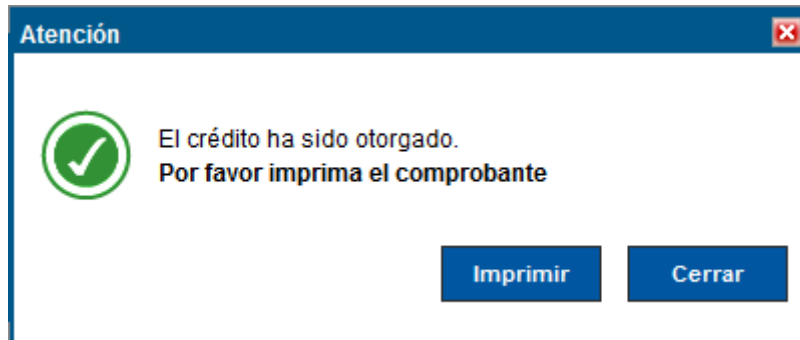 Atención
El crédito ha sido otorgado.
Por favor imprima el comprobante
Imprimir Cerrar